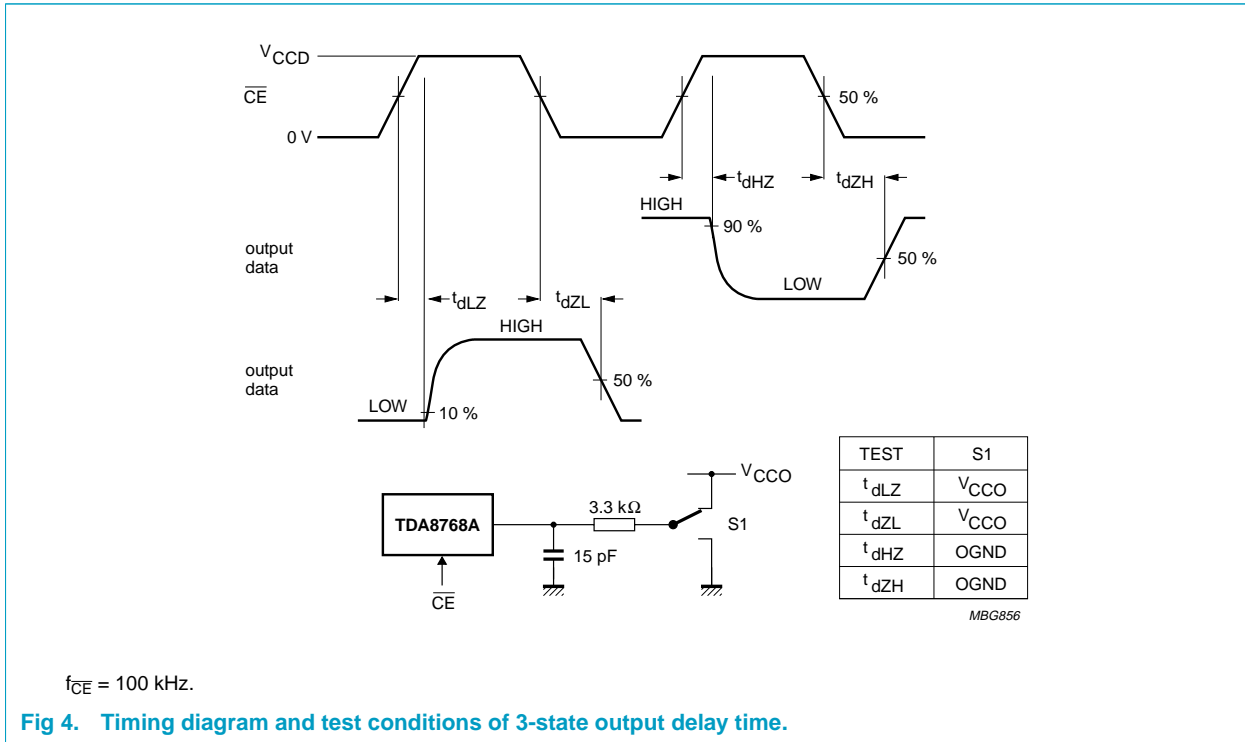 VCCD
CE
0 V
50 %
tdHZ
tdZH
HIGH
90 %
output
data
50 %
LOW
tdLZ
tdZL
HIGH
output
data
50 %
LOW
10 %
VCCO
TEST S1
tdLZ VCCO
tdZL VCCO
tdHZ OGND
tdZH OGND
3.3 kΩ
TDA8768A
S1
15 pF
CE
MBG856
fCE = 100 kHz.
Fig 4. Timing diagram and test conditions of 3-state output delay time.